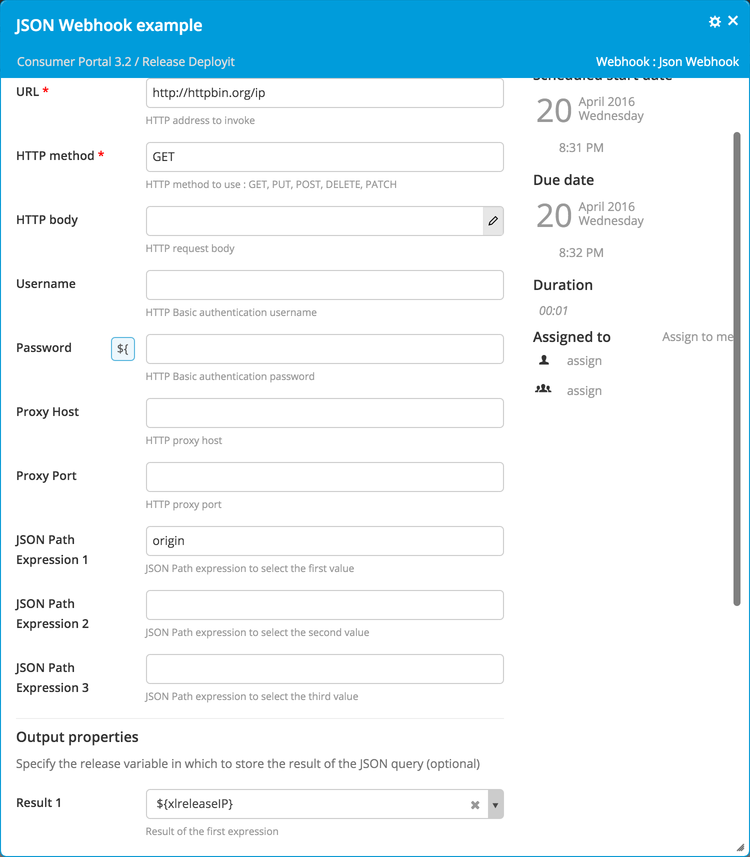 JSON Webhook example
Consumer Portal 3.2 / Release Deployit
Webhook : Json Webhook
URL *
http://httpbin.org/ip
HTTP address to invoke
HTTP method *
GET
HTTP method to use : GET, PUT, POST, DELETE, PATCH
HTTP body
HTTP request body
Username
HTTP Basic authentication username
Password
${
HTTP Basic authentication password
Proxy Host
HTTP proxy host
Proxy Port
HTTP proxy port
JSON Path
Expression 1
origin
JSON Path expression to select the first value
JSON Path
Expression 2
JSON Path expression to select the second value
JSON Path
Expression 3
JSON Path expression to select the third value
Output properties
Specify the release variable in which to store the result of the JSON query (optional)
Result 1
${xlreleaseIP}
Result of the first expression
Scheduled start date
20
April 2016
Wednesday
8:31 PM
Due date
20
April 2016
Wednesday
8:32 PM
Duration
00:01
Assigned to
Assign to me
assign
assign